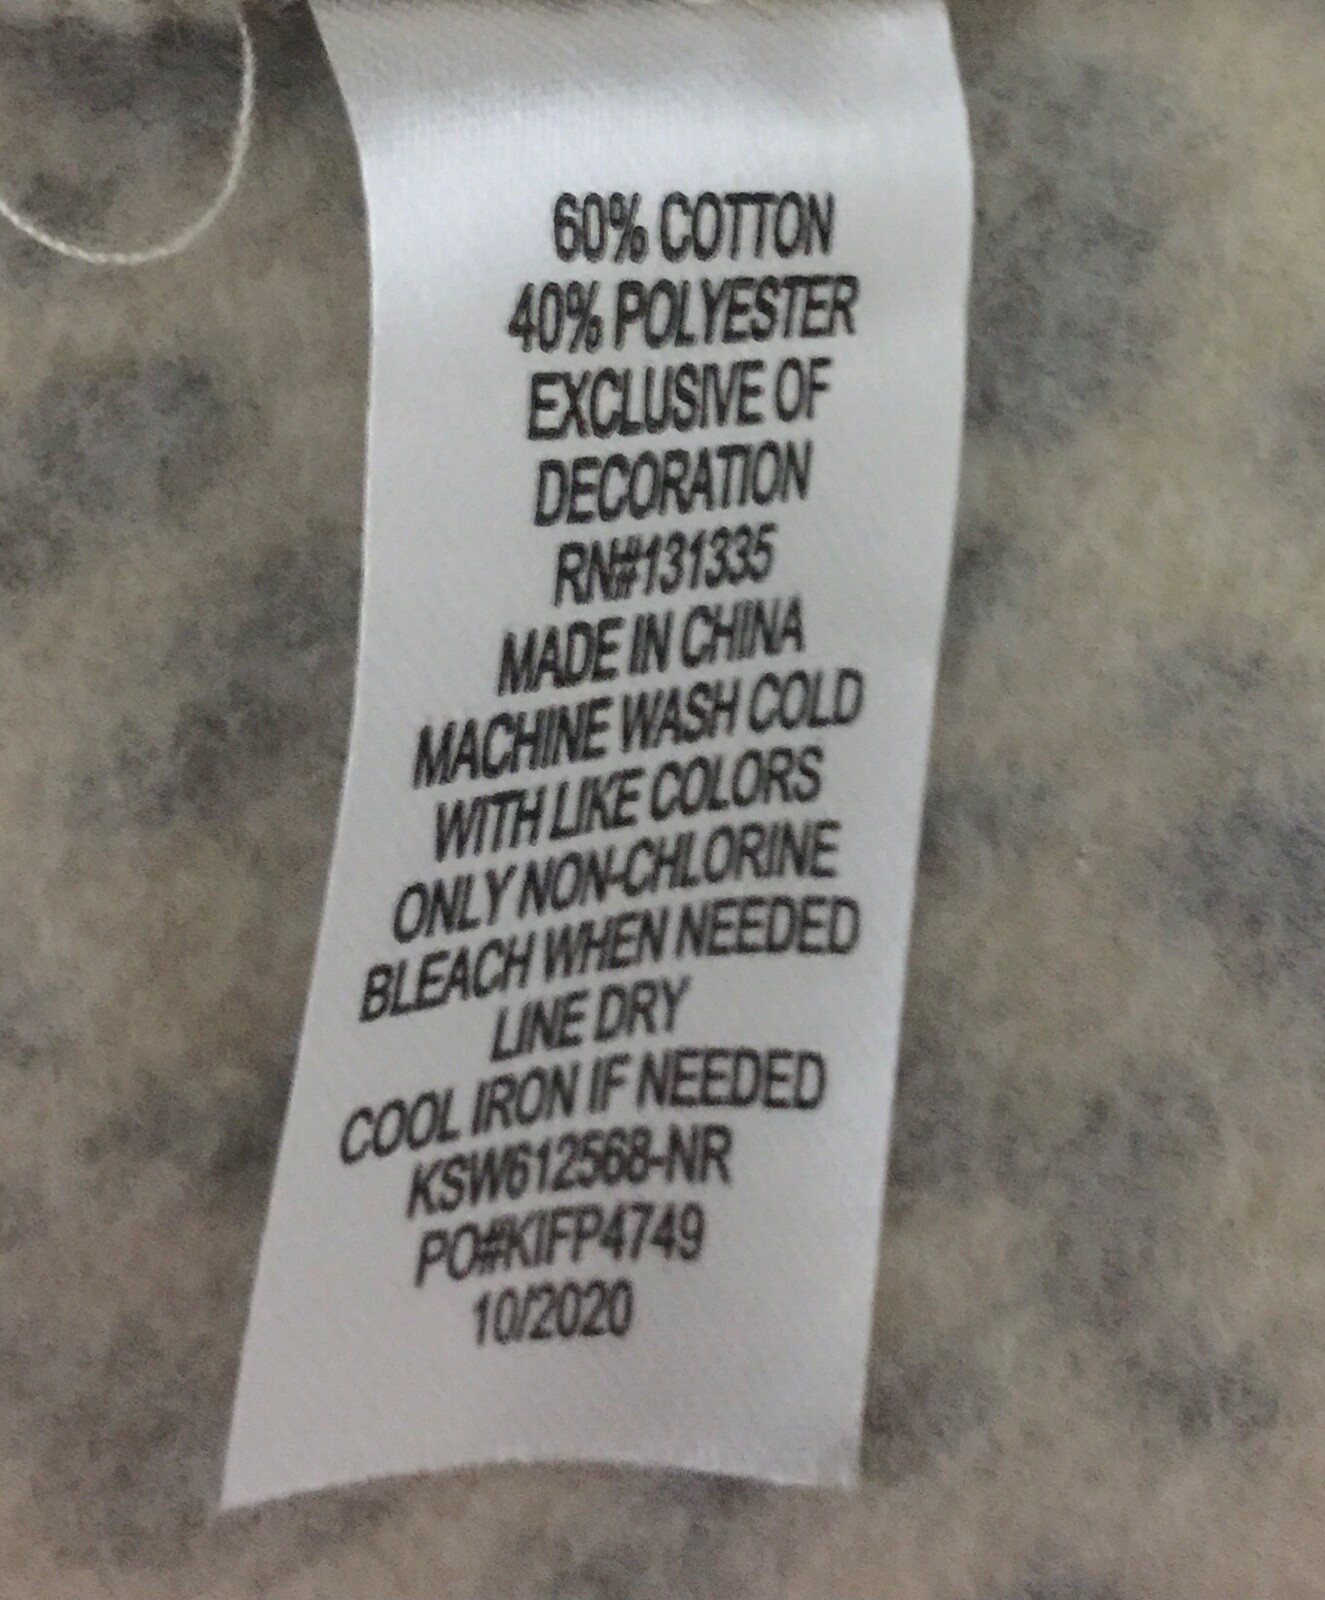 60% COTTON
40% POLYESTER
EXCLUSIVE OF
DECORATION
RN#131335
MADE IN CHINA
MACHINE WASH COLD
WITH LIKE COLORS
ONLY NON-CHLORINE
BLEACH WHEN NEEDED
LINE DRY
COOL IRON IF NEEDED
KSW612568-NR
PO#KIFP4749
10/2020